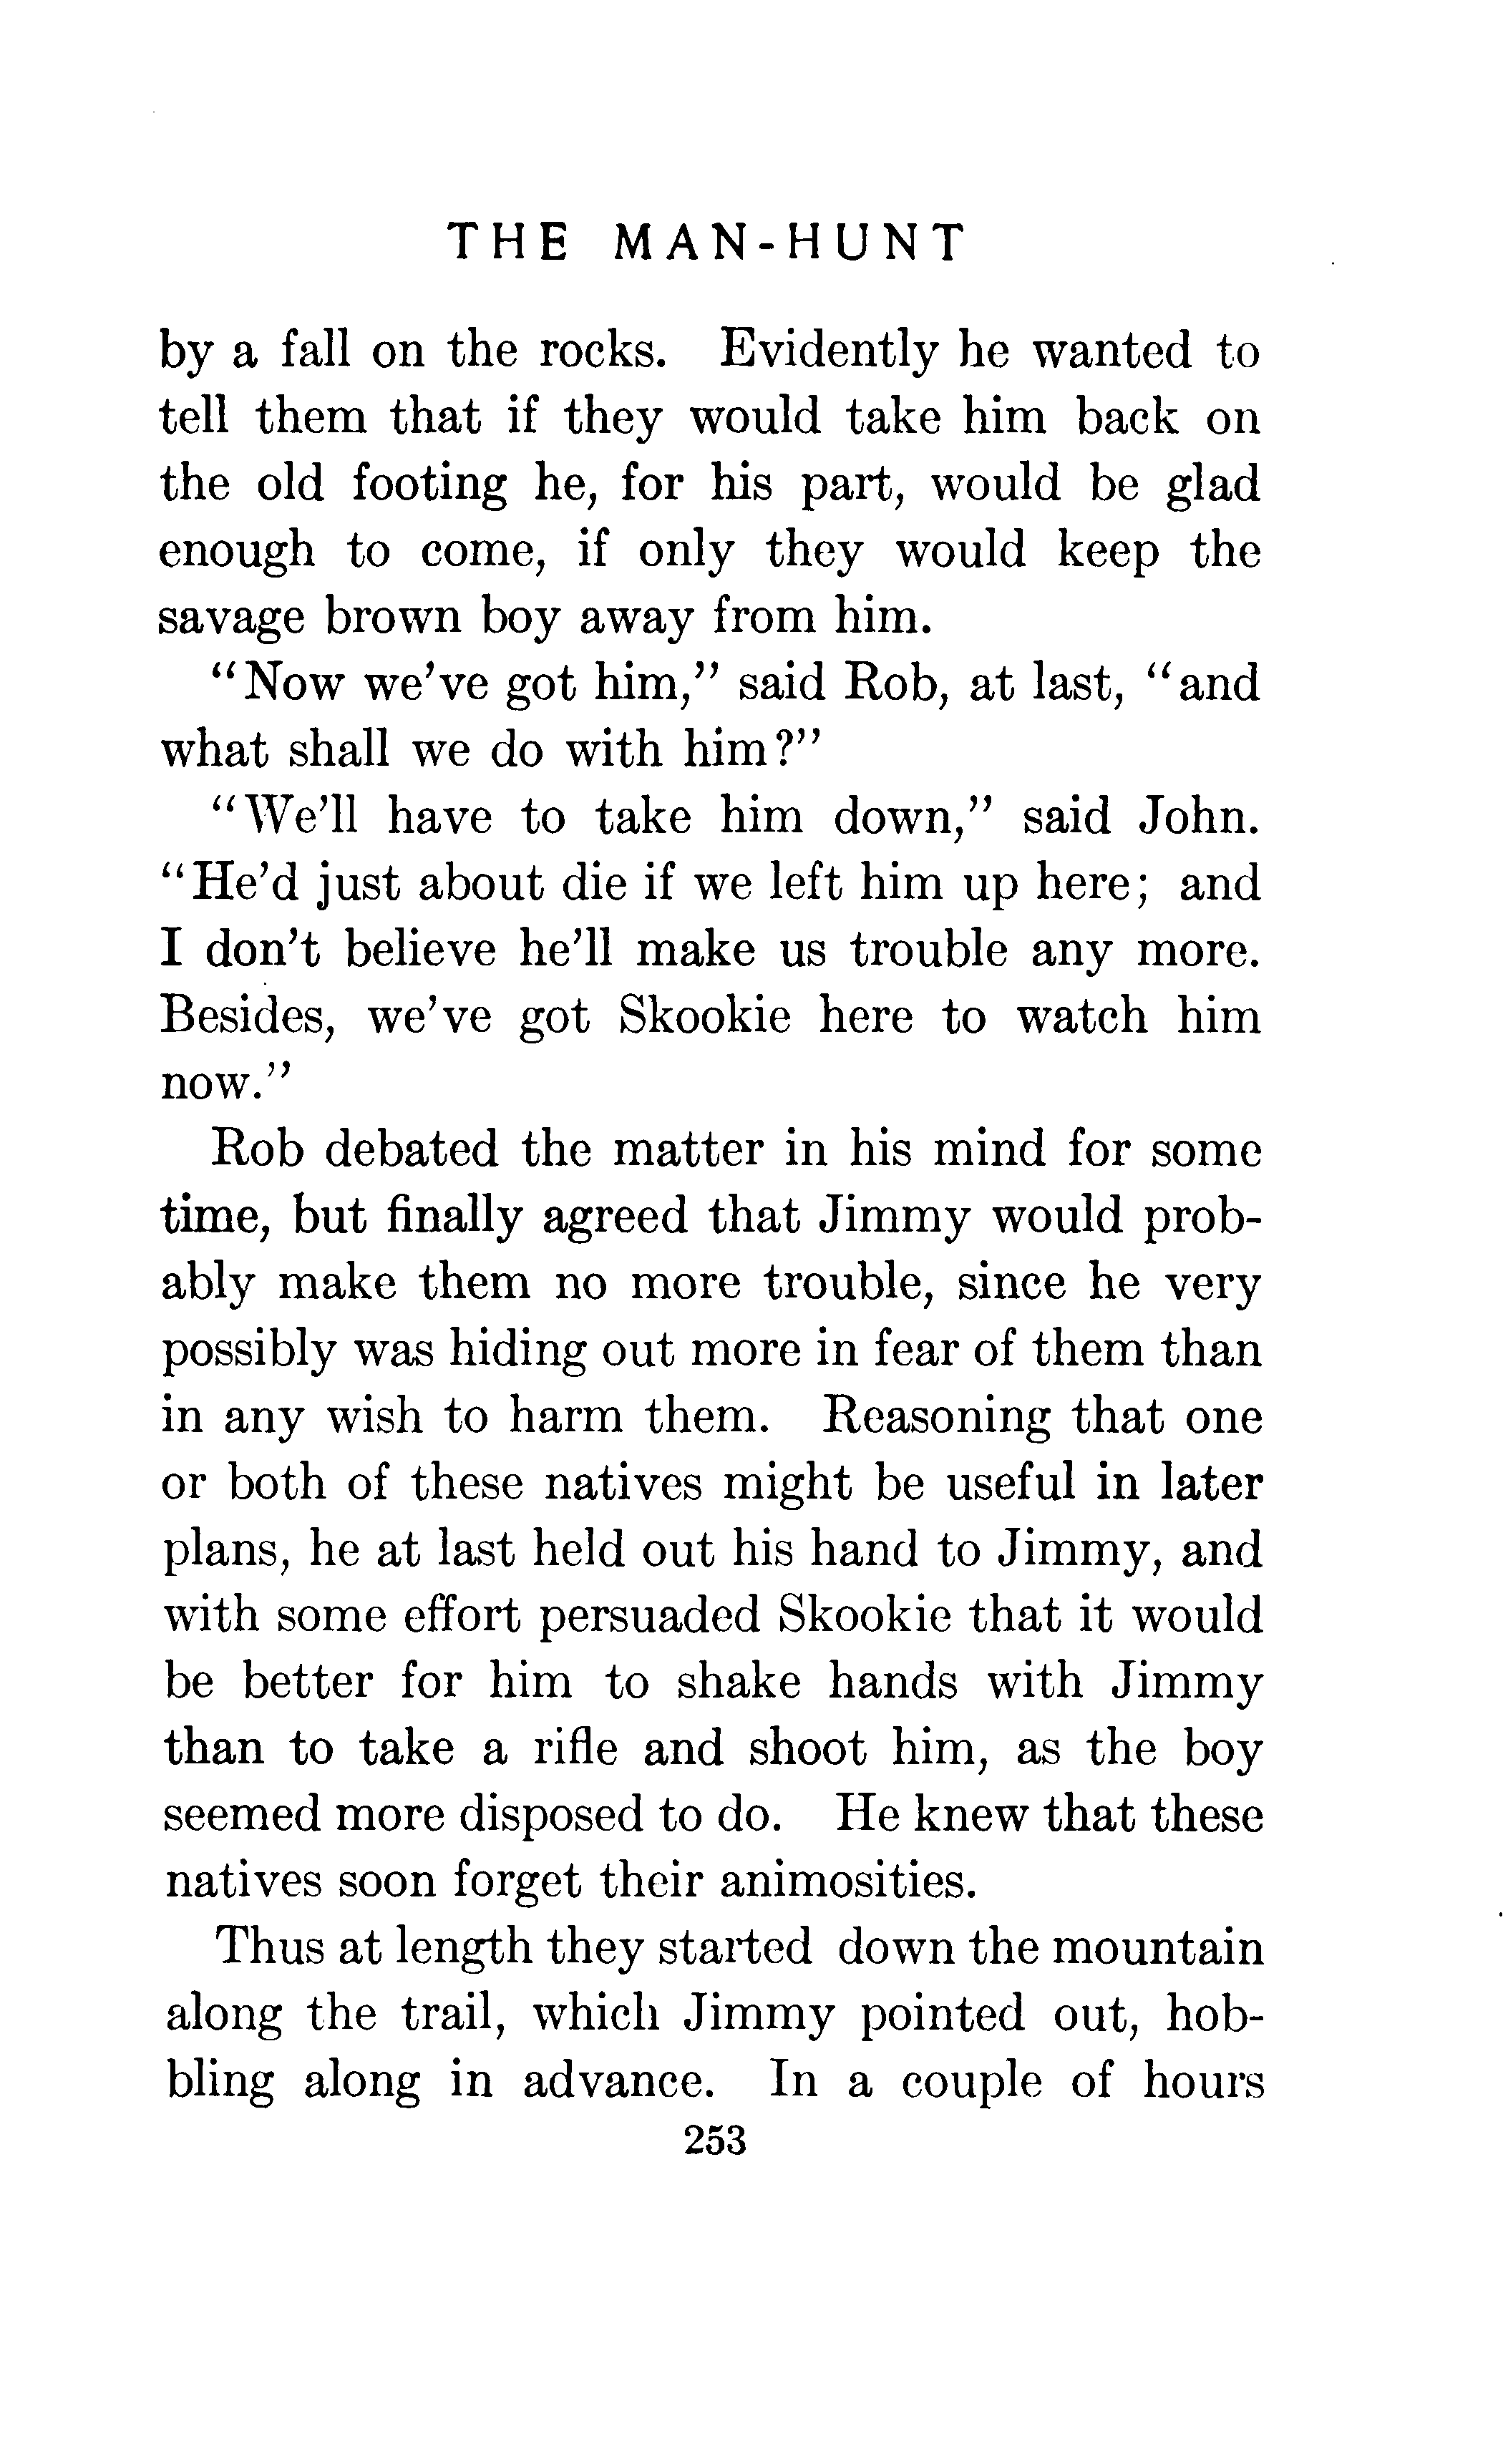 THE MAN-HUNT
by a fall on the rocks. Evidently he wanted to
tell them that if they would take him back on
the old footing he, for his part, would be glad
enough to come, if only they would keep the
savage brown boy away from him.
"Now we've got him," said Rob, at last, "and
what shall we do with him?"
"We'll have to take him down," said John.
"He'd just about die if we left him up here; and
I don't believe he'll make us trouble any more.
Besides, we've got Skookie here to watch him
now."
Rob debated the matter in his mind for some
time, but finally agreed that Jimmy would prob-
ably make them no more trouble, since he very
possibly was hiding out more in fear of them than
in any wish to harm them. Reasoning that one
or both of these natives might be useful in later
plans, he at last held out his hand to Jimmy, and
with some effort persuaded Skookie that it would
be better for him to shake hands with Jimmy
than to take a rifle and shoot him, as the boy
seemed more disposed to do. He knew that these
natives soon forget their animosities.
Thus at length they started down the mountain
along the trail, which Jimmy pointed out, hob-
bling along in advance. In a couple of hours
253